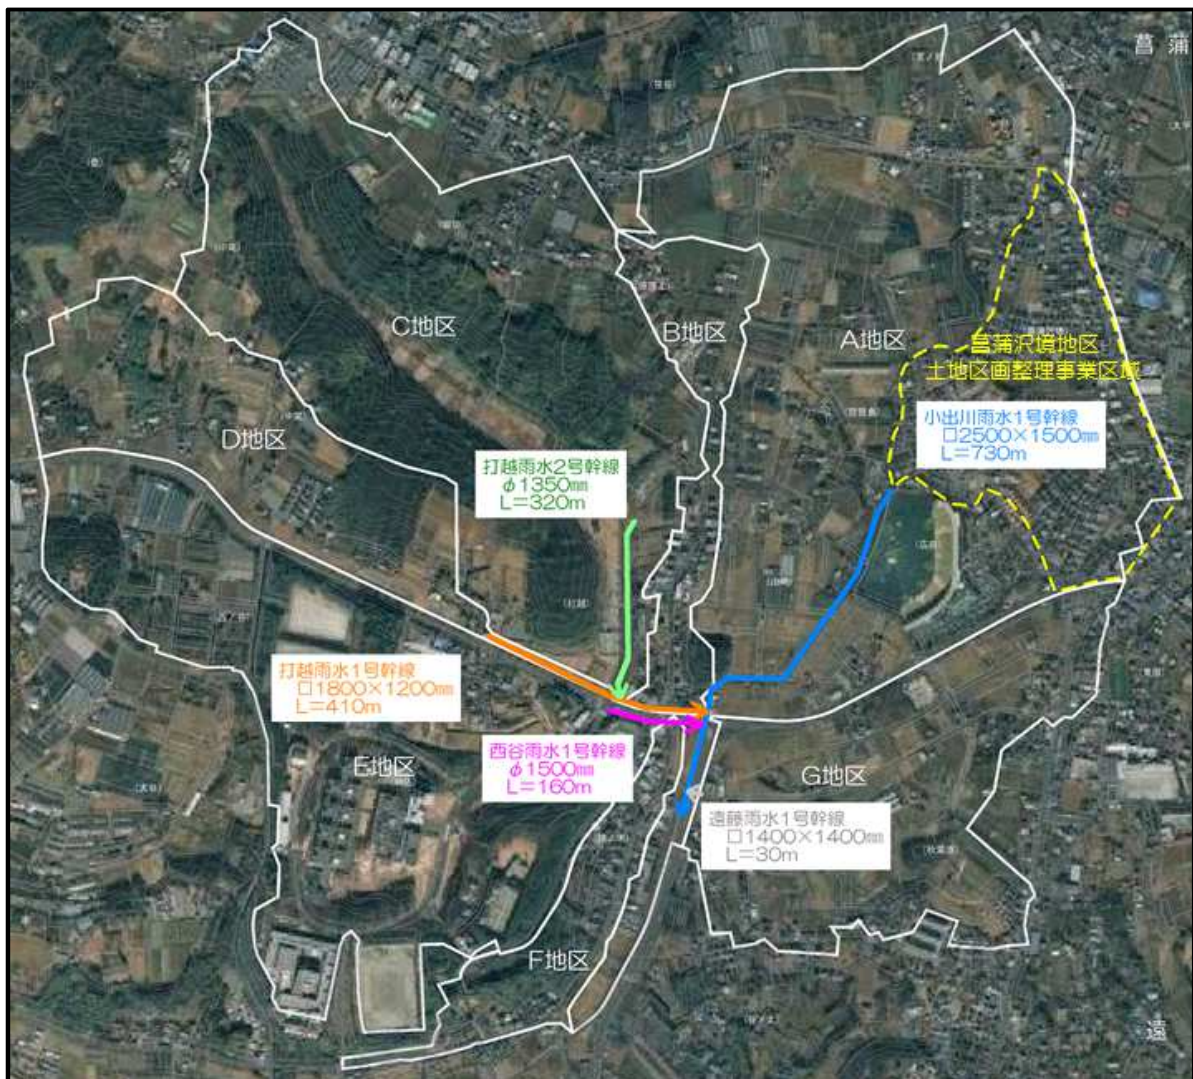 菖蒲
C地区
B地区
A地区
菖蒲沢境地区
土地区画整理事業区域
小出川雨水1号幹線
□2500×1500㎜
L=730m
D地区
打越雨水2号幹線
φ1350㎜
L=320m
(打越)
打越雨水1号幹線
□1800×1200㎜
L=410m
西谷雨水1号幹線
φ1500㎜
L=160m
E地区
G地区
遠藤雨水1号幹線
□1400×1400㎜
L=30m
F地区
遠